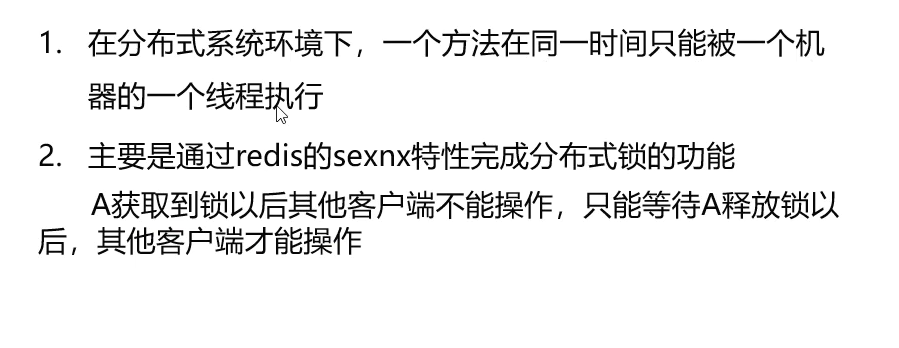 1. 在分布式系统环境下，一个方法在同一时间只能被一个机
器的一个线程执行
2. 主要是通过redis的sexnx特性完成分布式锁的功能
A获取到锁以后其他客户端不能操作，只能等待A释放锁以
后，其他客户端才能操作